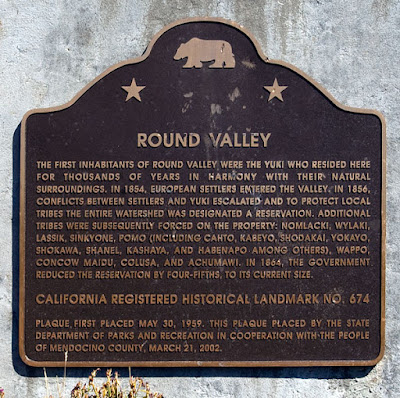 ROUND VALLEY
THE FIRST INHABITANTS OF ROUND VALLEY WERE THE YUKI WHO RESIDED HERE
FOR THOUSANDS OF YEARS IN HARMONY WITH THEIR NATURAL
SURROUNDINGS. IN 1854, EUROPEAN SETTLERS ENTERED THE VALLEY. IN 1856,
CONFLICTS BETWEEN SETTLERS AND YUKI ESCALATED AND TO PROTECT LOCAL
TRIBES THE ENTIRE WATERSHED WAS DESIGNATED A RESERVATION. ADDITIONAL
TRIBES WERE SUBSEQUENTLY FORCED ON THE PROPERTY: NOMLACKI, WYLAKI,
LASSIK, SINKYONE, POMO (INCLUDING CAHTO, KABEYO, SHODAKAI, YOKAYO,
SHOKAWA, SHANEL, KASHAYA, AND HABENAPO AMONG OTHERS), WAPPO,
CONCOW MAIDU, COLUSA, AND ACHUMAWI. IN 1864, THE GOVERNMENT
REDUCED THE RESERVATION BY FOUR-FIFTHS, TO ITS CURRENT SIZE.
CALIFORNIA REGISTERED HISTORICAL LANDMARK NO. 674
PLAQUE FIRST PLACED MAY 30, 1959. THIS PLAQUE PLACED BY THE STATE
DEPARTMENT OF PARKS AND RECREATION IN COOPERATION WITH THE PEOPLE
OF MENDOCINO COUNTY, MARCH 21, 2002.